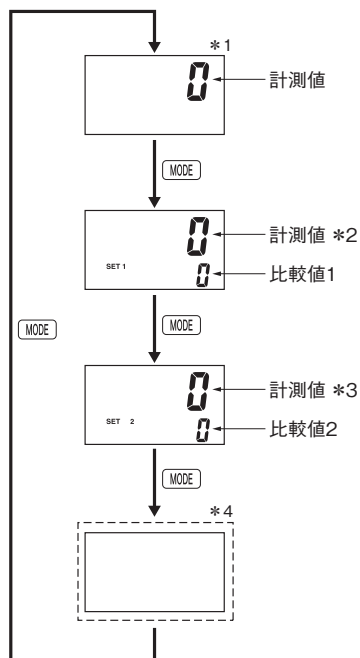 *1
0 計測値
MODE
0 計測値 *2
SET 1 0 比較値1
MODE
MODE
0 計測値 *3
SET 2 0 比較値2
MODE
*4